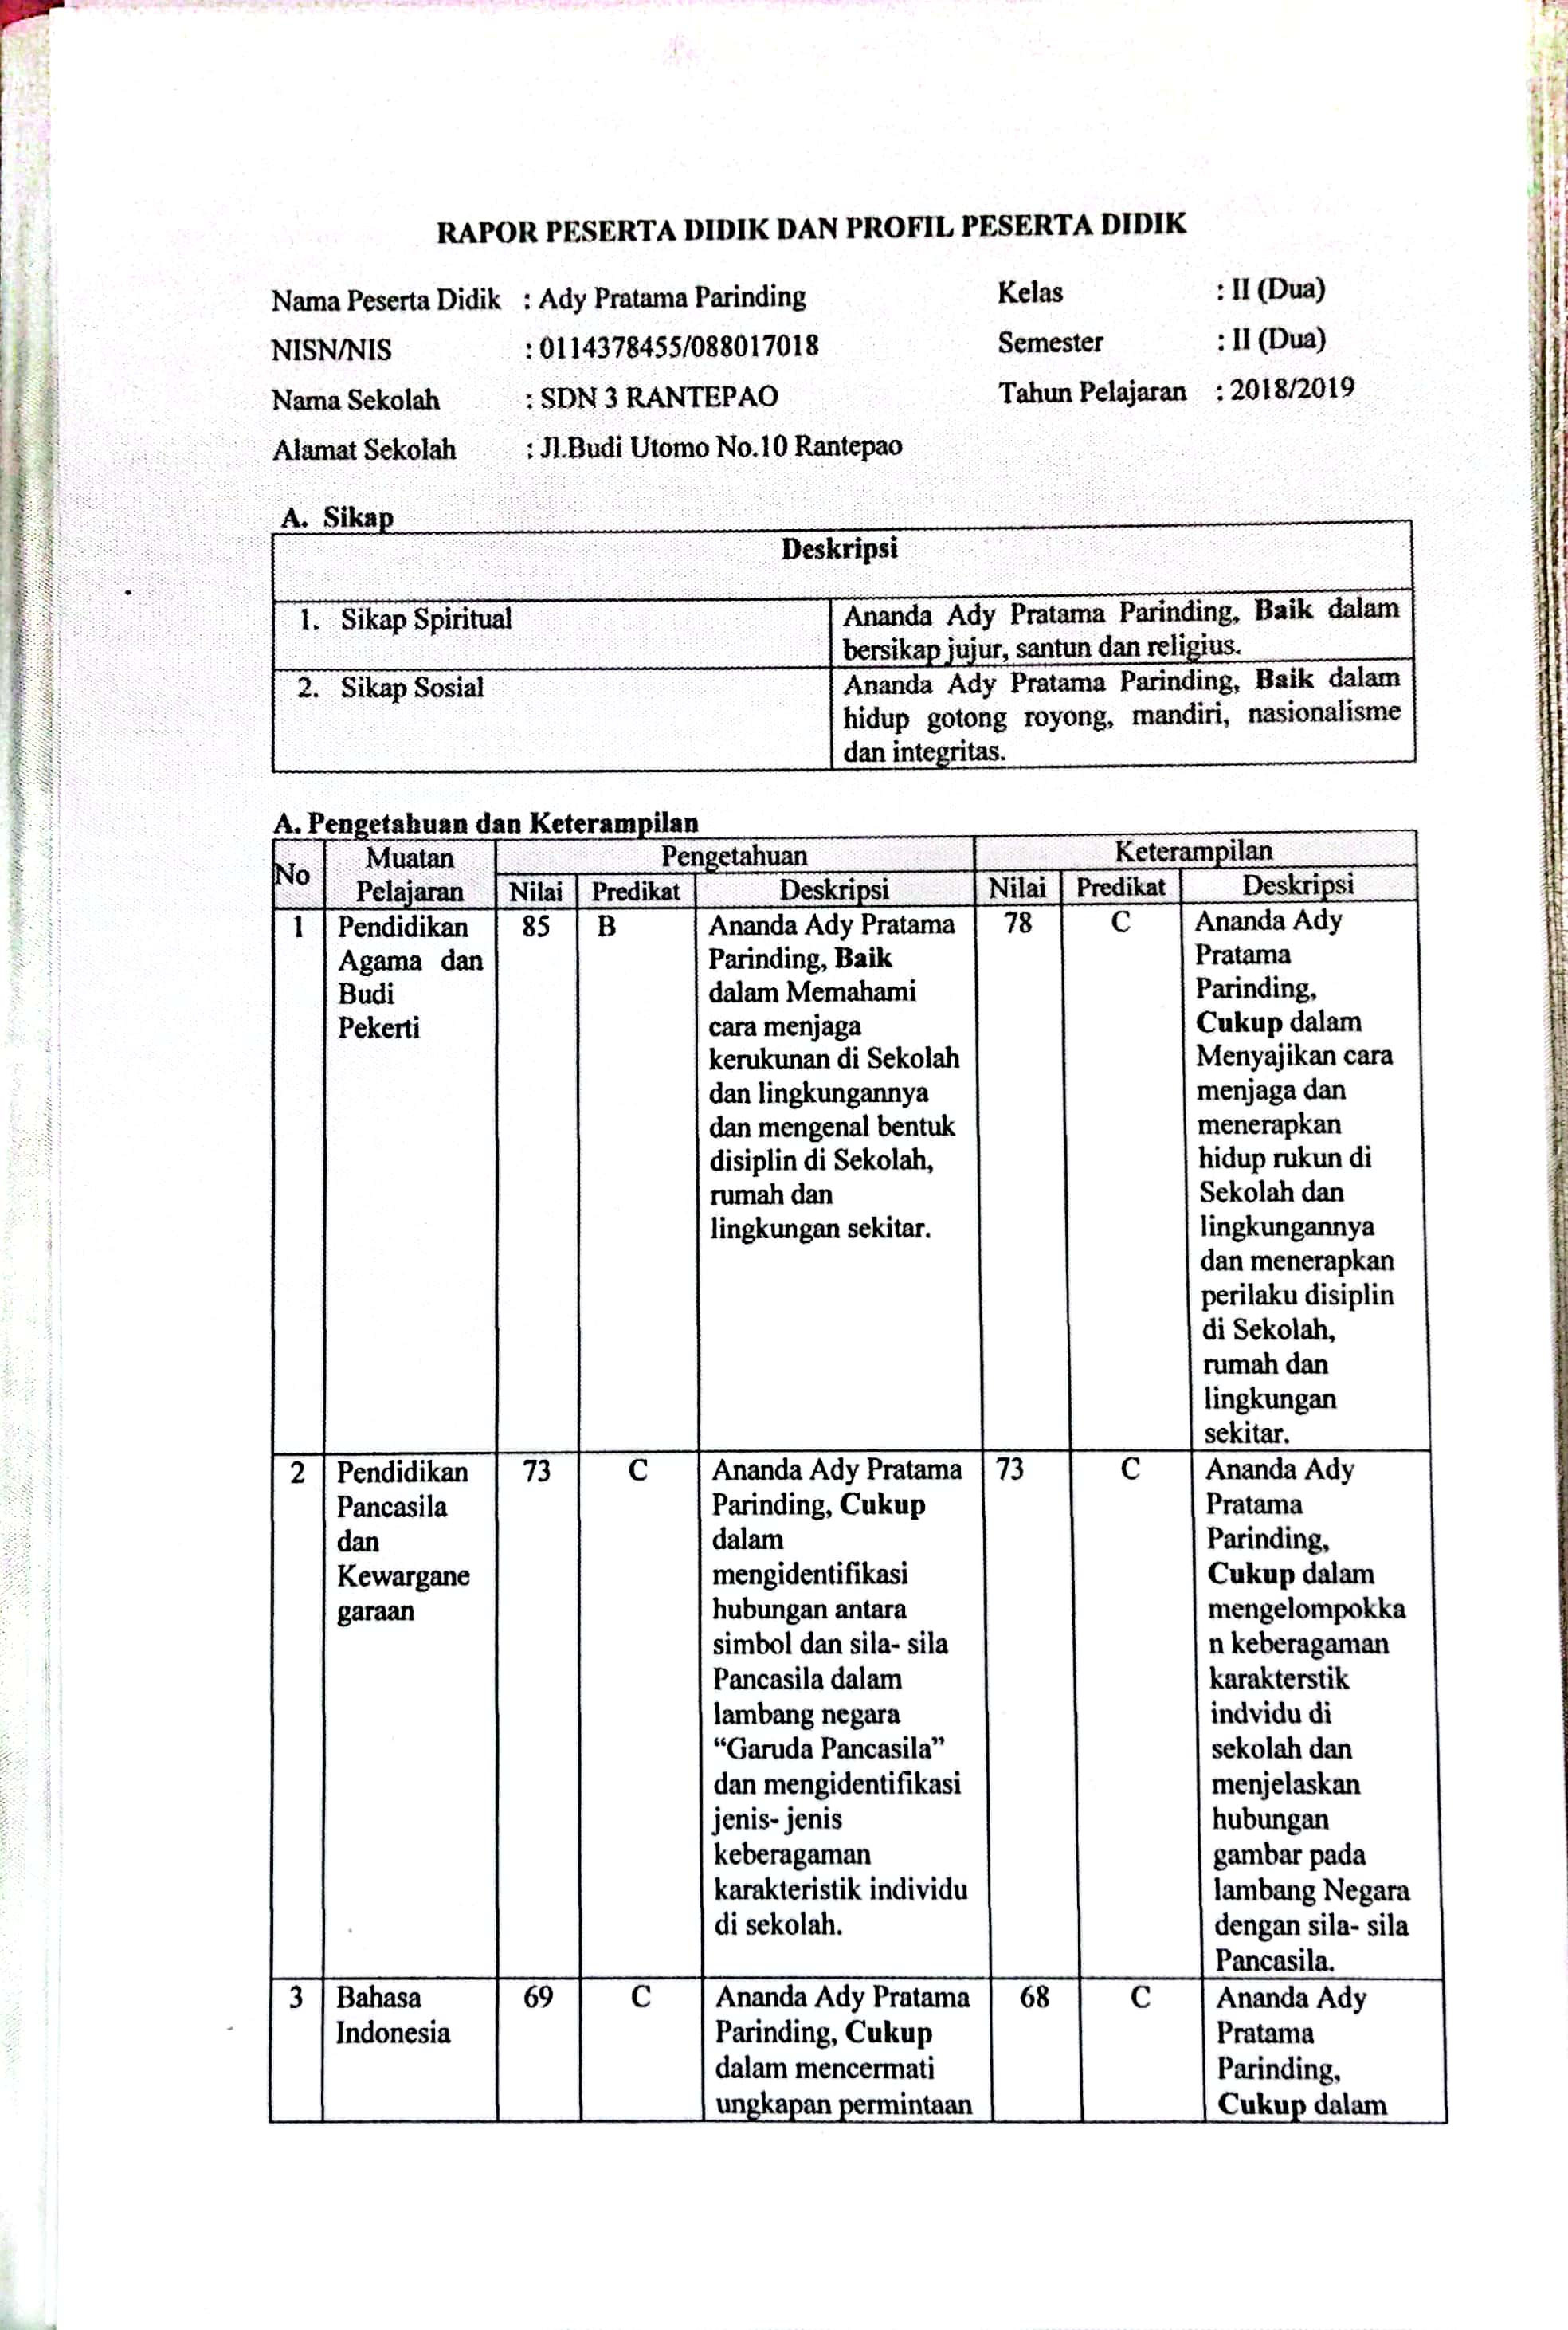 RAPOR PESERTA DIDIK DAN PROFIL PESERTA DIDIK
Nama Peserta Didik : Ady Pratama Parinding
NISN/NIS : 0114378455/088017018
Nama Sekolah : SDN 3 RANTEPAO
Alamat Sekolah : Jl.Budi Utomo No.10 Rantepao
Kelas : II (Dua)
Semester : II (Dua)
Tahun Pelajaran : 2018/2019
A. Sikap
Deskripsi
1. Sikap Spiritual
Ananda Ady Pratama Parinding, Baik dalam
bersikap jujur, santun dan religius.
2. Sikap Sosial
Ananda Ady Pratama Parinding, Baik dalam
hidup gotong royong, mandiri, nasionalisme
dan integritas.
A. Pengetahuan dan Keterampilan
No
Muatan
Pelajaran
Pengetahuan
Keterampilan
Nilai Predikat Deskripsi Nilai Predikat Deskripsi
1
Pendidikan
Agama dan
Budi
Pekerti
85
B
Ananda Ady Pratama
Parinding, Baik
dalam Memahami
cara menjaga
kerukunan di Sekolah
dan lingkungannya
dan mengenal bentuk
disiplin di Sekolah,
rumah dan
lingkungan sekitar.
78
C
Ananda Ady
Pratama
Parinding,
Cukup dalam
Menyajikan cara
menjaga dan
menerapkan
hidup rukun di
Sekolah dan
lingkungannya
dan menerapkan
perilaku disiplin
di Sekolah,
rumah dan
lingkungan
sekitar.
2
Pendidikan
Pancasila
dan
Kewargane
garaan
73
C
Ananda Ady Pratama
Parinding, Cukup
dalam
mengidentifikasi
hubungan antara
simbol dan sila- sila
Pancasila dalam
lambang negara
“Garuda Pancasila”
dan mengidentifikasi
jenis- jenis
keberagaman
karakteristik individu
di sekolah.
73
C
Ananda Ady
Pratama
Parinding,
Cukup dalam
mengelompokka
n keberagaman
karakterstik
indvidu di
sekolah dan
menjelaskan
hubungan
gambar pada
lambang Negara
dengan sila- sila
Pancasila.
3
Bahasa
Indonesia
69
C
Ananda Ady Pratama
Parinding, Cukup
dalam mencermati
ungkapan permintaan
68
C
Ananda Ady
Pratama
Parinding,
Cukup dalam